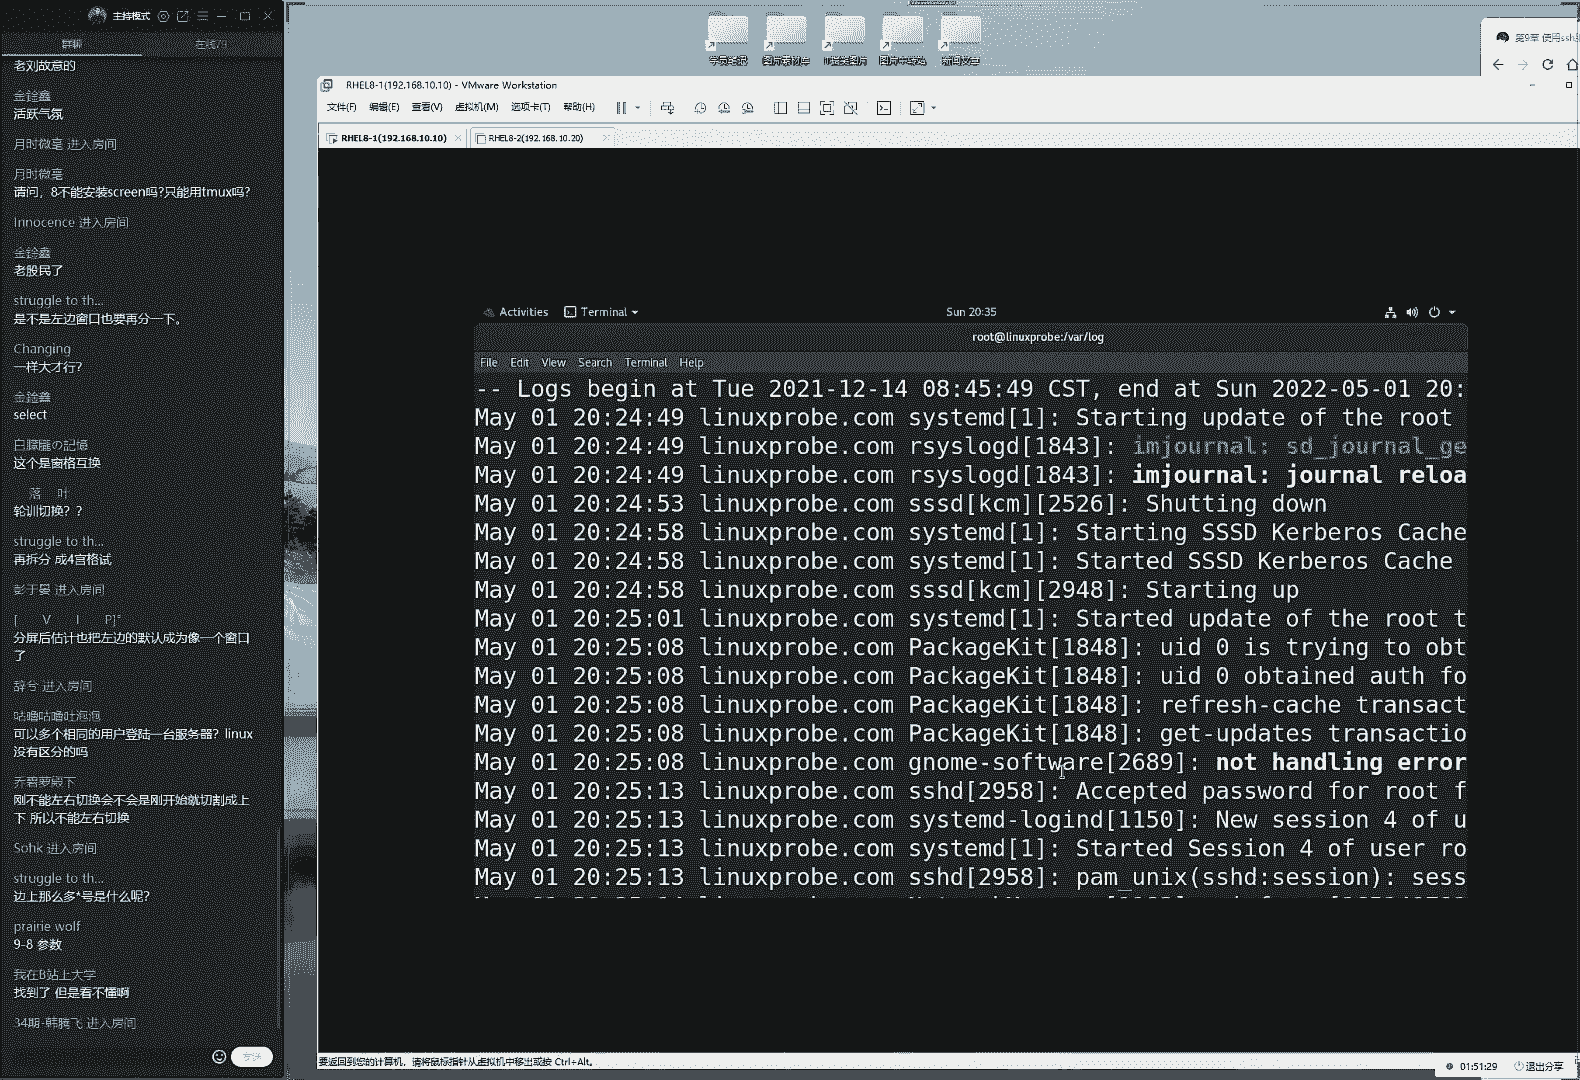 主持模式
群聊
在线79
老刘故意的
金鍂鑫
活跃气氛
月时微毫 进入房间
月时微毫
请问，8不能安装screen吗?只能用tmux吗?
Innocence 进入房间
金鍂鑫
老股民了
struggle to th...
是不是左边窗口也要再分一下。
Changing
一样大才行?
金鍂鑫
select
白朦朧の記憶
这个是窗格互换
落 叶
轮训切换？?
struggle to th...
再拆分 成4宫格试
彭于晏 进入房间
[ V I P]°
分屏后估计也把左边的默认成为像一个窗口
了
辞兮 进入房间
咕噜咕噜吐泡泡
可以多个相同的用户登陆一台服务器？linux
没有区分的吗
乔碧萝殿下
刚不能左右切换会不会是刚开始就切割成上
下 所以不能左右切换
Sohk 进入房间
struggle to th...
边上那么多*号是什么呢?
prairie wolf
9-8 参数
我在B站上大学
找到了 但是看不懂啊
34期-韩腾飞 进入房间
发送
第9章 使用ssh
RHEL8-1(192.168.10.10) - VMware Workstation
文件(F) 编辑(E) 查看(V) 虚拟机(M) 选项卡(T) 帮助(H)
RHEL8-1(192.168.10.10)
RHEL8-2(192.168.10.20)
Activities Terminal Sun 20:35
root@linuxprobe:/var/log
File Edit View Search Terminal Help
-- Logs begin at Tue 2021-12-14 08:45:49 CST, end at Sun 2022-05-01 20:
May 01 20:24:49 linuxprobe.com systemd[1]: Starting update of the root
May 01 20:24:49 linuxprobe.com rsyslogd[1843]: imjournal: sd_journal_ge
May 01 20:24:49 linuxprobe.com rsyslogd[1843]: imjournal: journal reloa
May 01 20:24:53 linuxprobe.com sssd[kcm][2526]: Shutting down
May 01 20:24:58 linuxprobe.com systemd[1]: Starting SSSD Kerberos Cache
May 01 20:24:58 linuxprobe.com systemd[1]: Started SSSD Kerberos Cache
May 01 20:24:58 linuxprobe.com sssd[kcm][2948]: Starting up
May 01 20:25:01 linuxprobe.com systemd[1]: Started update of the root t
May 01 20:25:08 linuxprobe.com PackageKit[1848]: uid 0 is trying to obt
May 01 20:25:08 linuxprobe.com PackageKit[1848]: uid 0 obtained auth fo
May 01 20:25:08 linuxprobe.com PackageKit[1848]: refresh-cache transact
May 01 20:25:08 linuxprobe.com PackageKit[1848]: get-updates transactio
May 01 20:25:08 linuxprobe.com gnome-software[2689]: not handling error
May 01 20:25:13 linuxprobe.com sshd[2958]: Accepted password for root f
May 01 20:25:13 linuxprobe.com systemd-logind[1150]: New session 4 of u
May 01 20:25:13 linuxprobe.com systemd[1]: Started Session 4 of user ro
May 01 20:25:13 linuxprobe.com sshd[2958]: pam_unix(sshd:session): sess
要返回到您的计算机，请将鼠标指针从虚拟机中移出或按 Ctrl+Alt。
01:51:29 退出分享